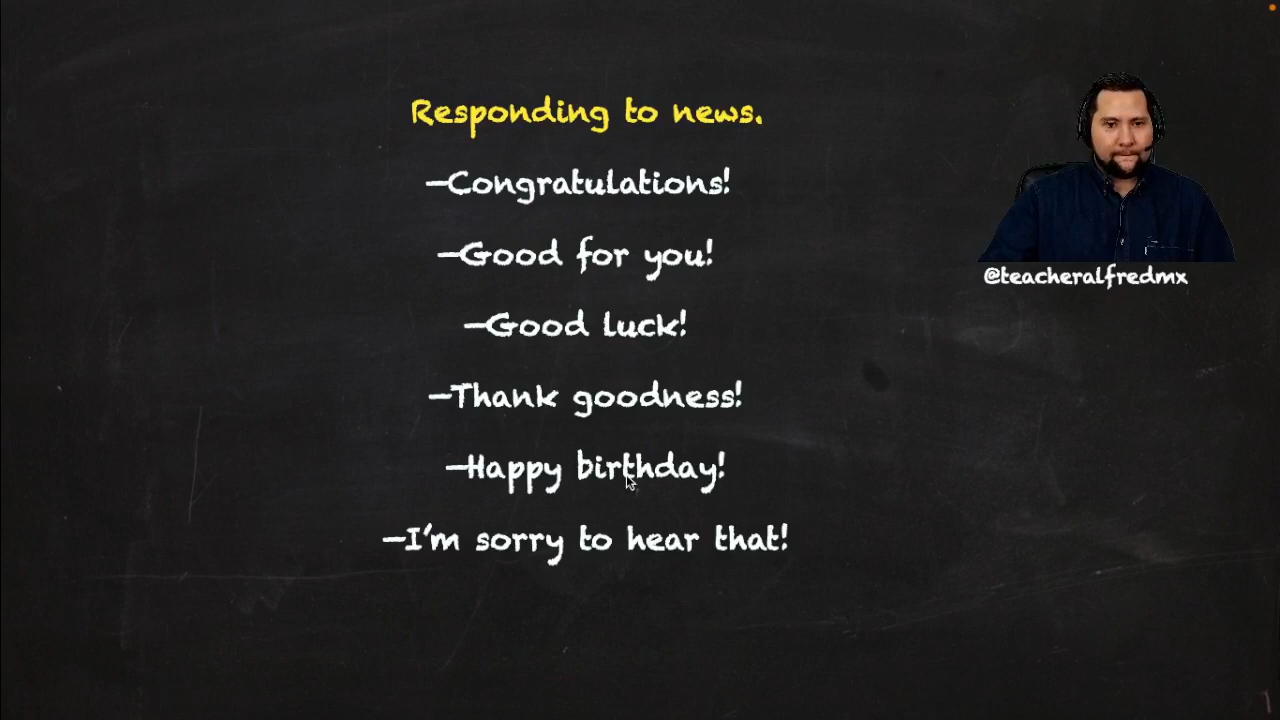 Responding to news.
—Congratulations!
—Good for you!
—Good luck!
—Thank goodness!
—Happy birthday!
—I’m sorry to hear that!
@teacheralfredmx